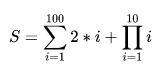 S = \sum_{i=1}^{100} 2 * i + \prod_{i=1}^{10} i